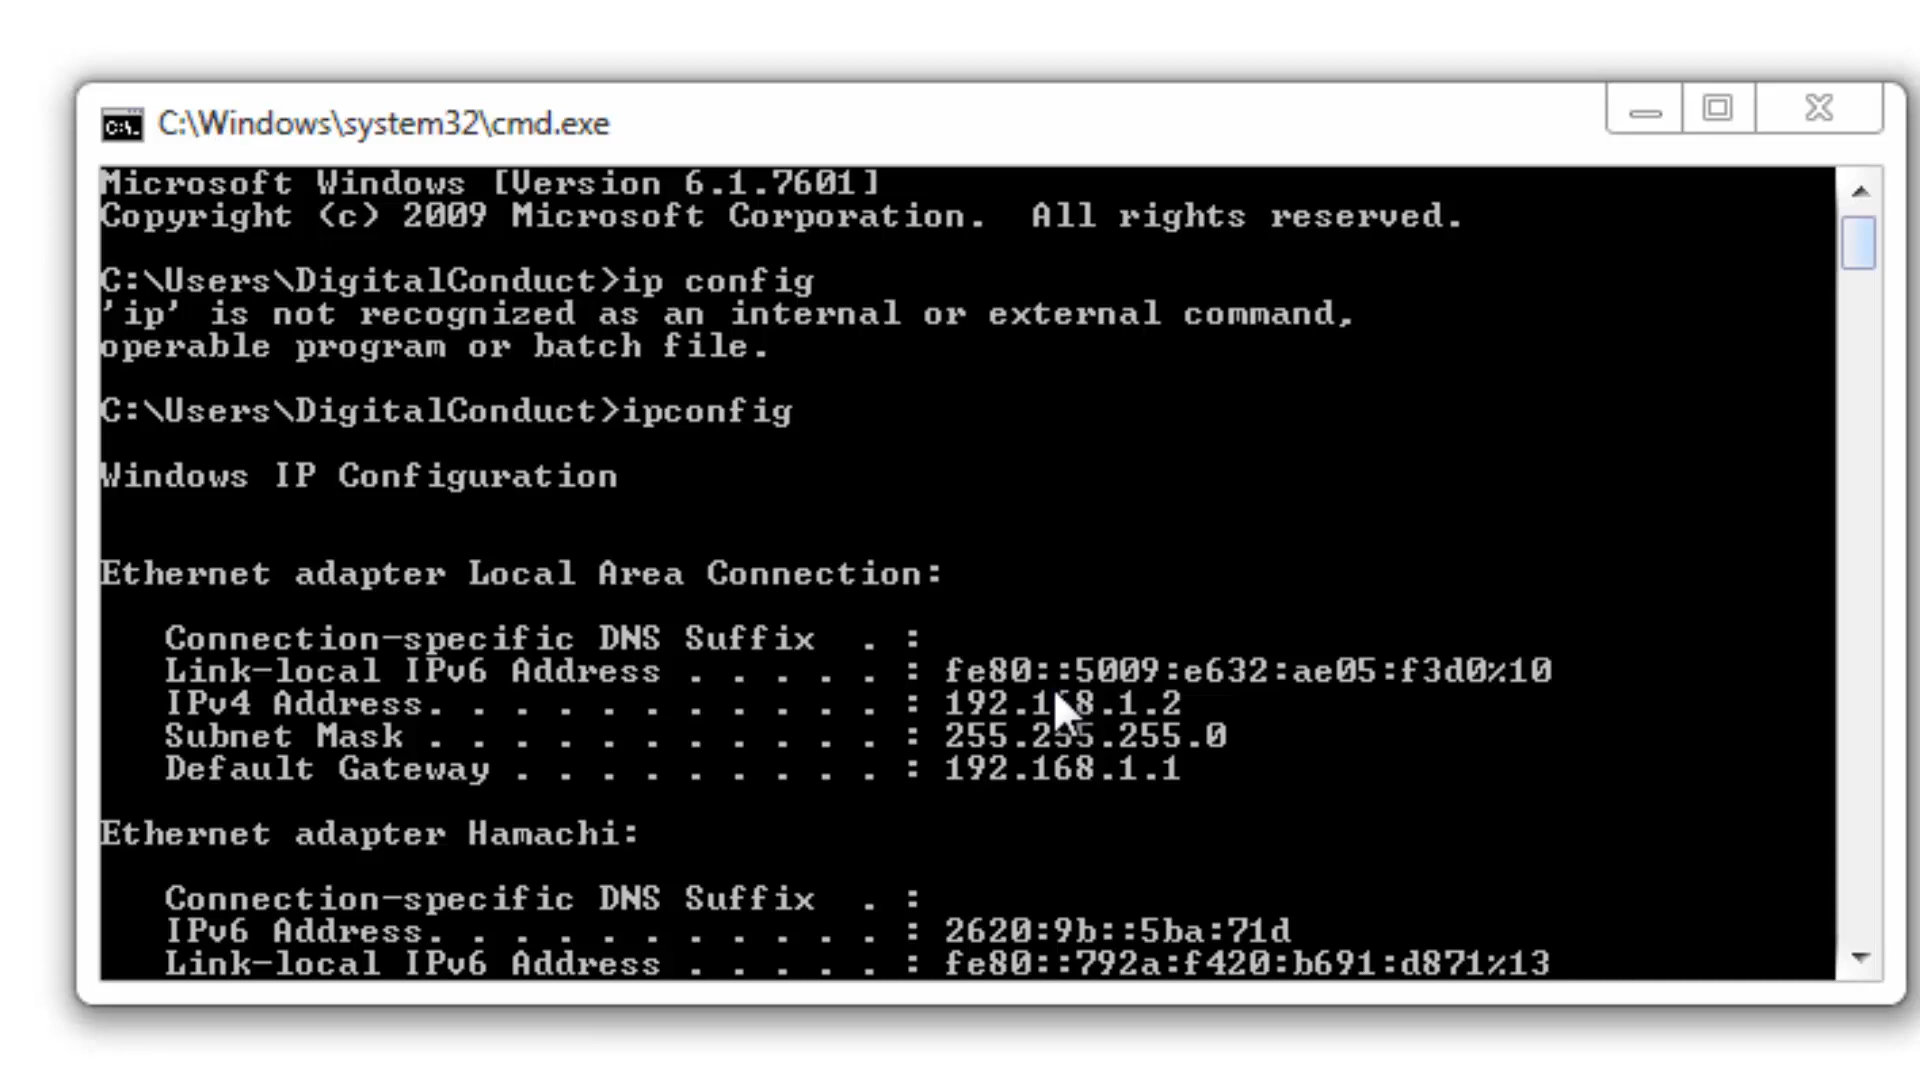 C:\Windows\system32\cmd.exe
Microsoft Windows [Version 6.1.7601]
Copyright (c) 2009 Microsoft Corporation.  All rights reserved.
C:\Users\DigitalConduct>ip config
'ip' is not recognized as an internal or external command,
operable program or batch file.
C:\Users\DigitalConduct>ipconfig
Windows IP Configuration
Ethernet adapter Local Area Connection:
   Connection-specific DNS Suffix  . :
   Link-local IPv6 Address . . . . . : fe80::5009:e632:ae05:f3d0%10
   IPv4 Address. . . . . . . . . . . : 192.168.1.2
   Subnet Mask . . . . . . . . . . . : 255.255.255.0
   Default Gateway . . . . . . . . . : 192.168.1.1
Ethernet adapter Hamachi:
   Connection-specific DNS Suffix  . :
   IPv6 Address. . . . . . . . . . . : 2620:9b::5ba:71d
   Link-local IPv6 Address . . . . . : fe80::792a:f420:b691:d871%13